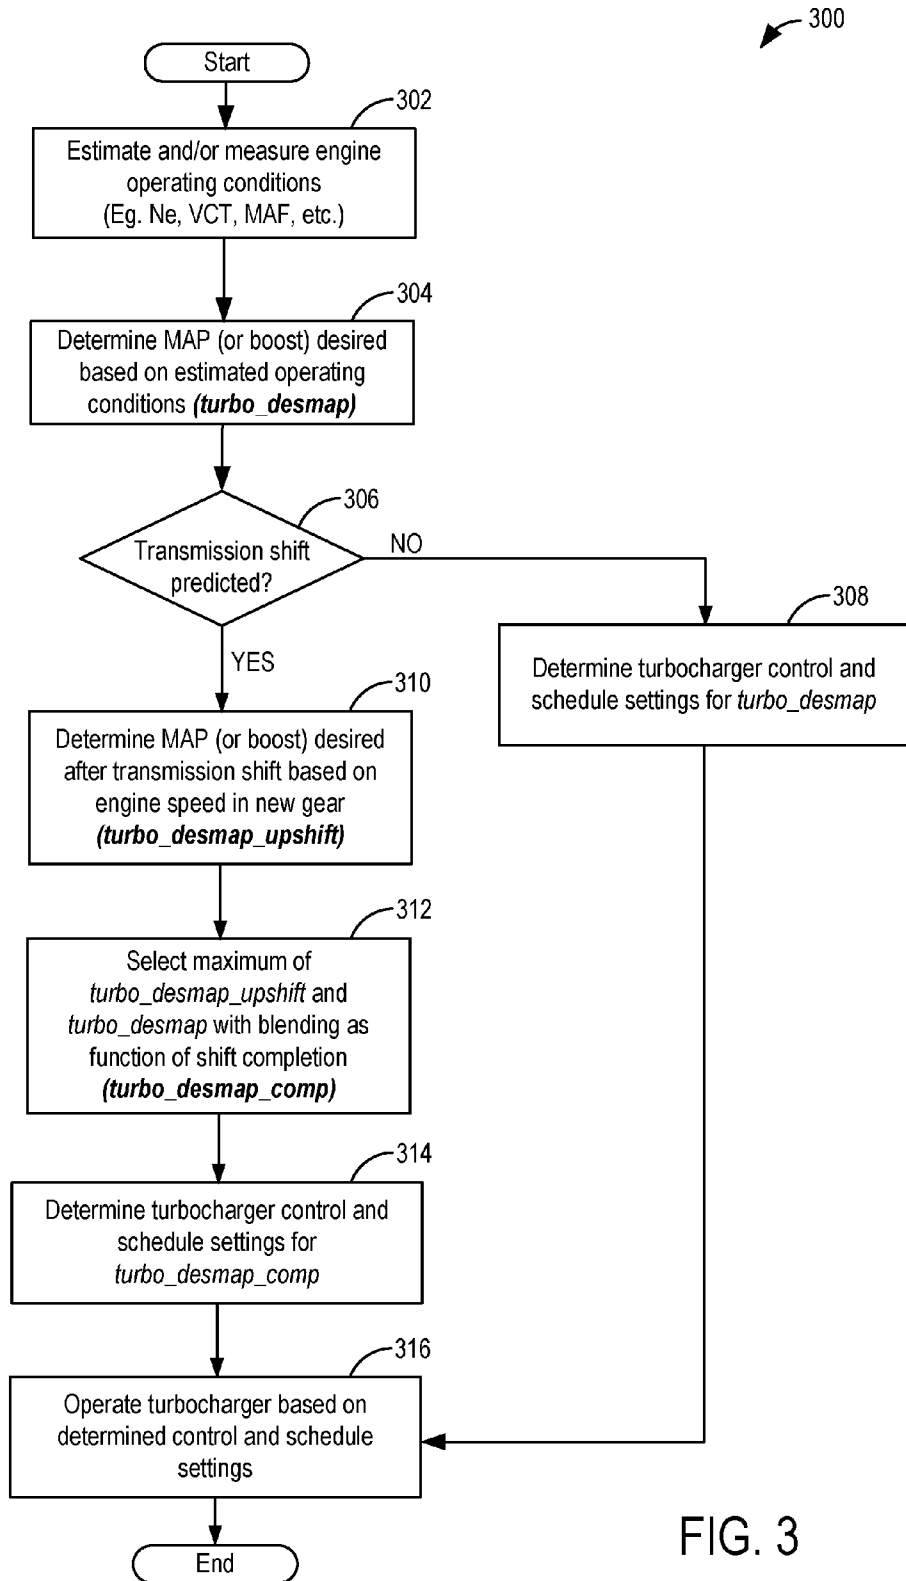 300
Start
302
Estimate and/or measure engine
operating conditions
(Eg. Ne, VCT, MAF, etc.)
304
Determine MAP (or boost) desired
based on estimated operating
conditions (turbo_desmap)
306
Transmission shift
predicted?
NO
YES
308
Determine turbocharger control and
schedule settings for turbo_desmap
310
Determine MAP (or boost) desired
after transmission shift based on
engine speed in new gear
(turbo_desmap_upshift)
312
Select maximum of
turbo_desmap_upshift and
turbo_desmap with blending as
function of shift completion
(turbo_desmap_comp)
314
Determine turbocharger control and
schedule settings for
turbo_desmap_comp
316
Operate turbocharger based on
determined control and schedule
settings
End
FIG. 3